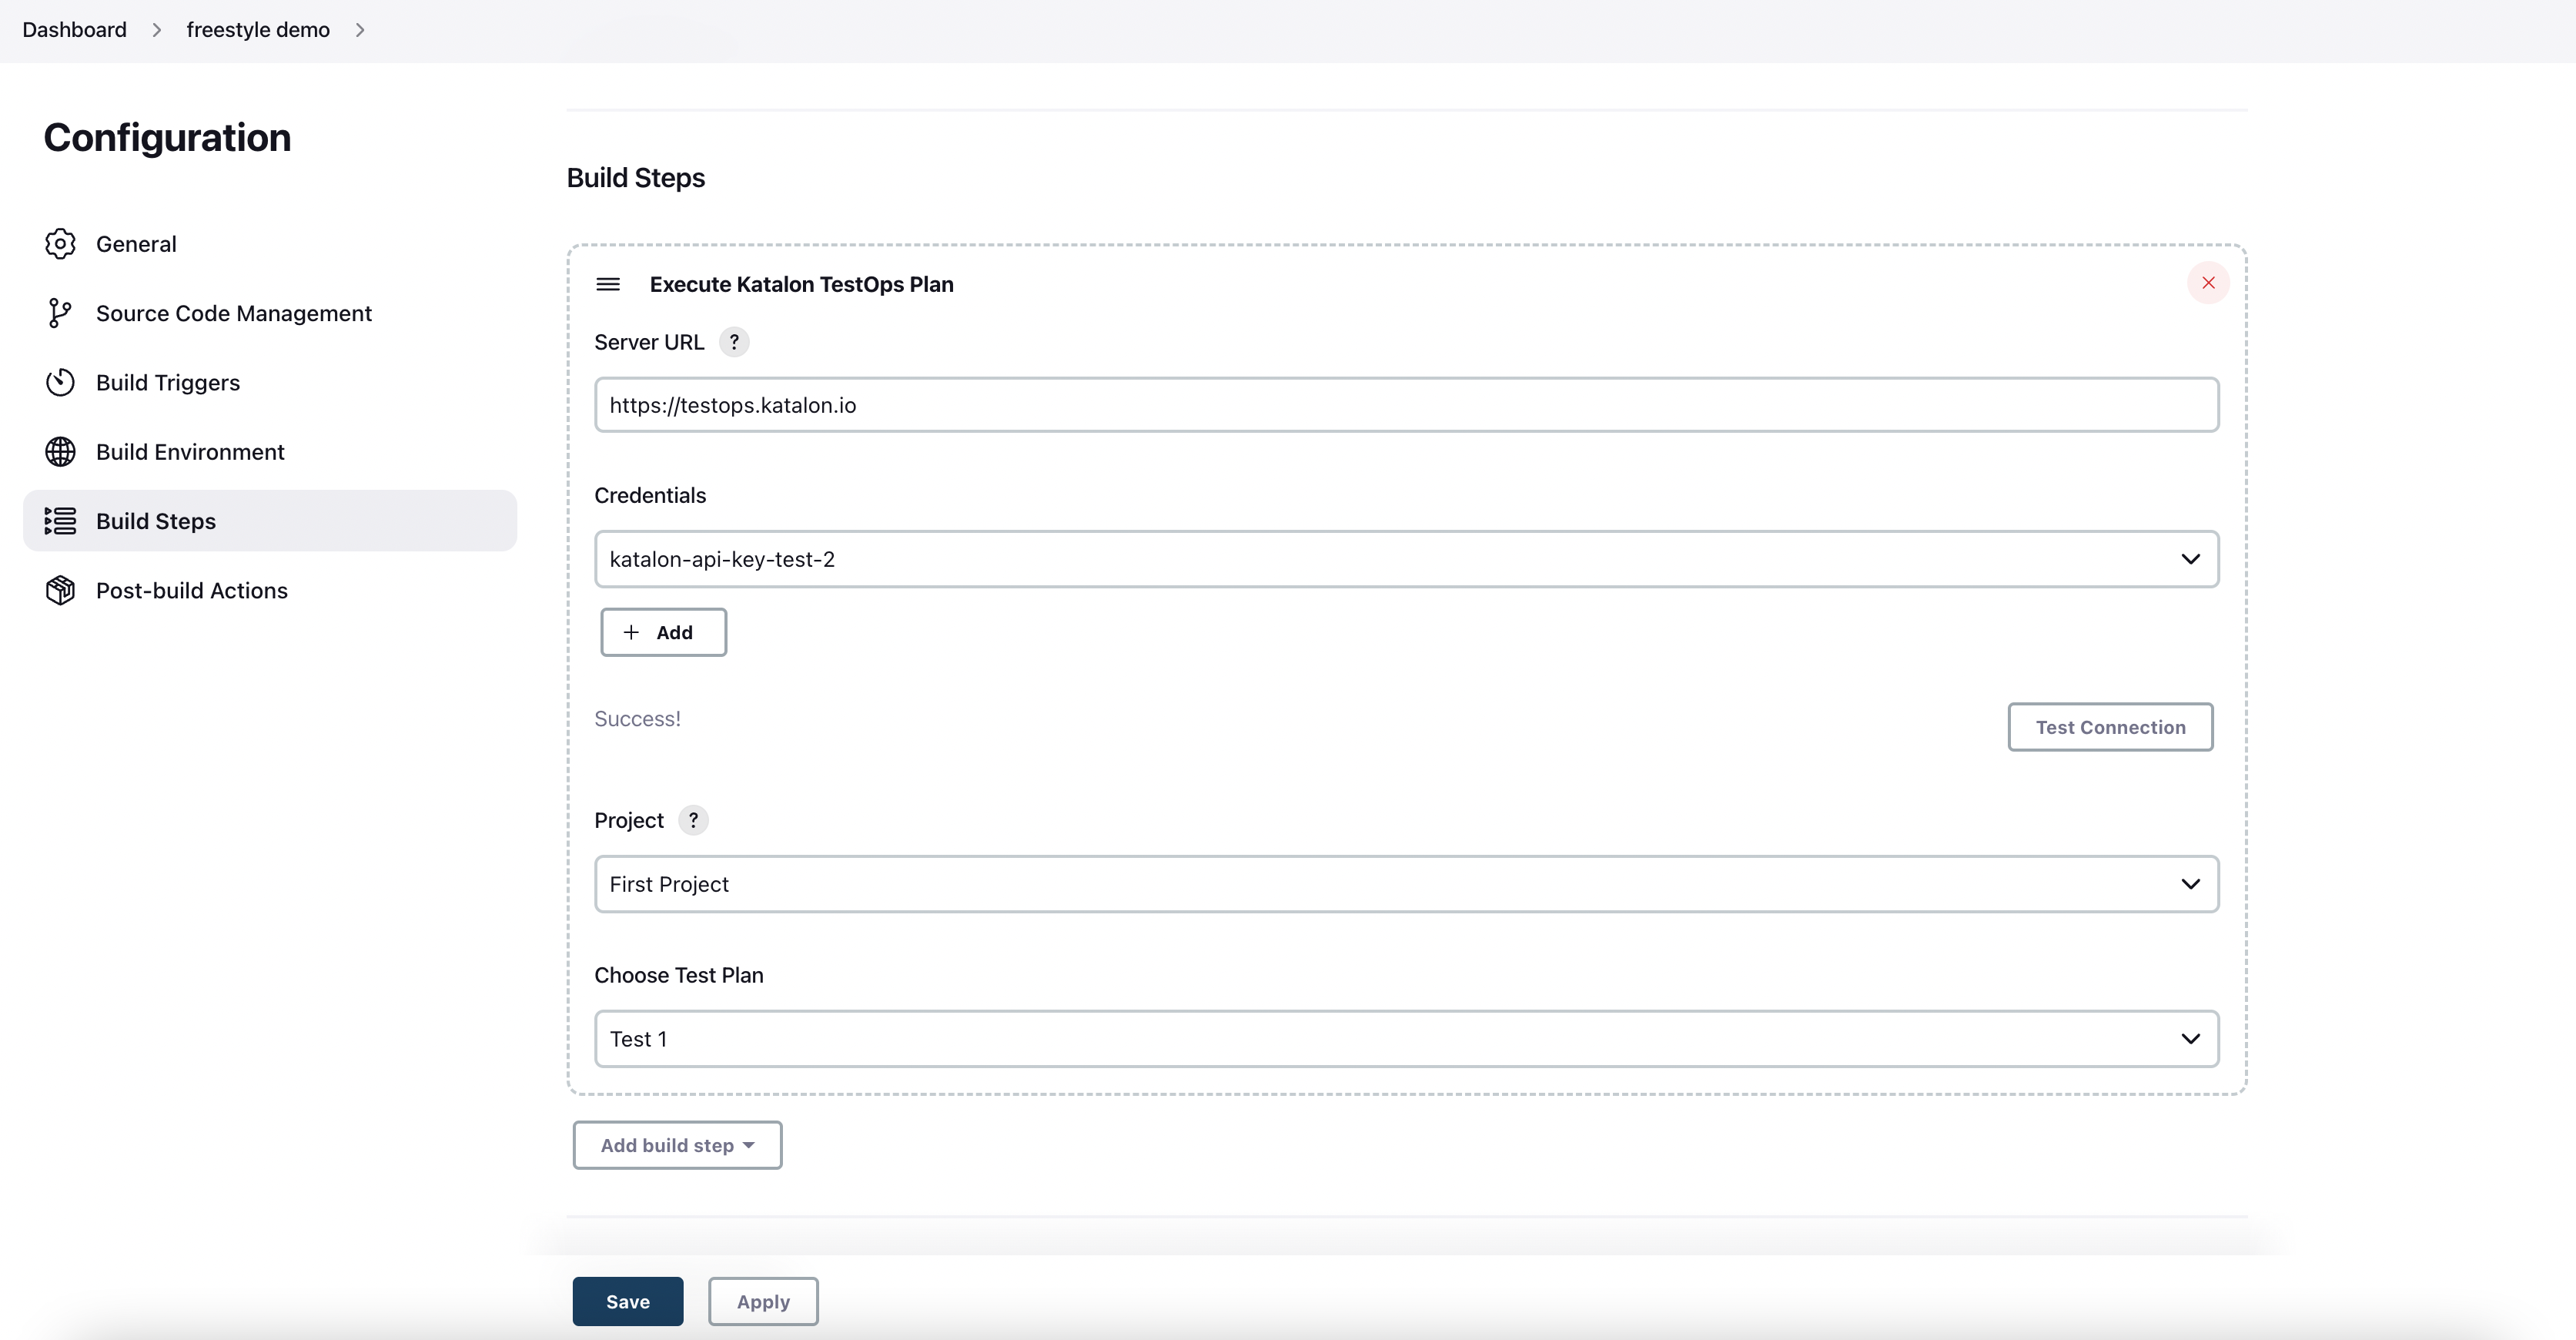 Dashboard > freestyle demo >
Configuration
General
Source Code Management
Build Triggers
Build Environment
Build Steps
Post-build Actions
Build Steps
Execute Katalon TestOps Plan
Server URL ?
https://testops.katalon.io
Credentials
katalon-api-key-test-2
+ Add
Success!
Test Connection
Project ?
First Project
Choose Test Plan
Test 1
Add build step
Save Apply